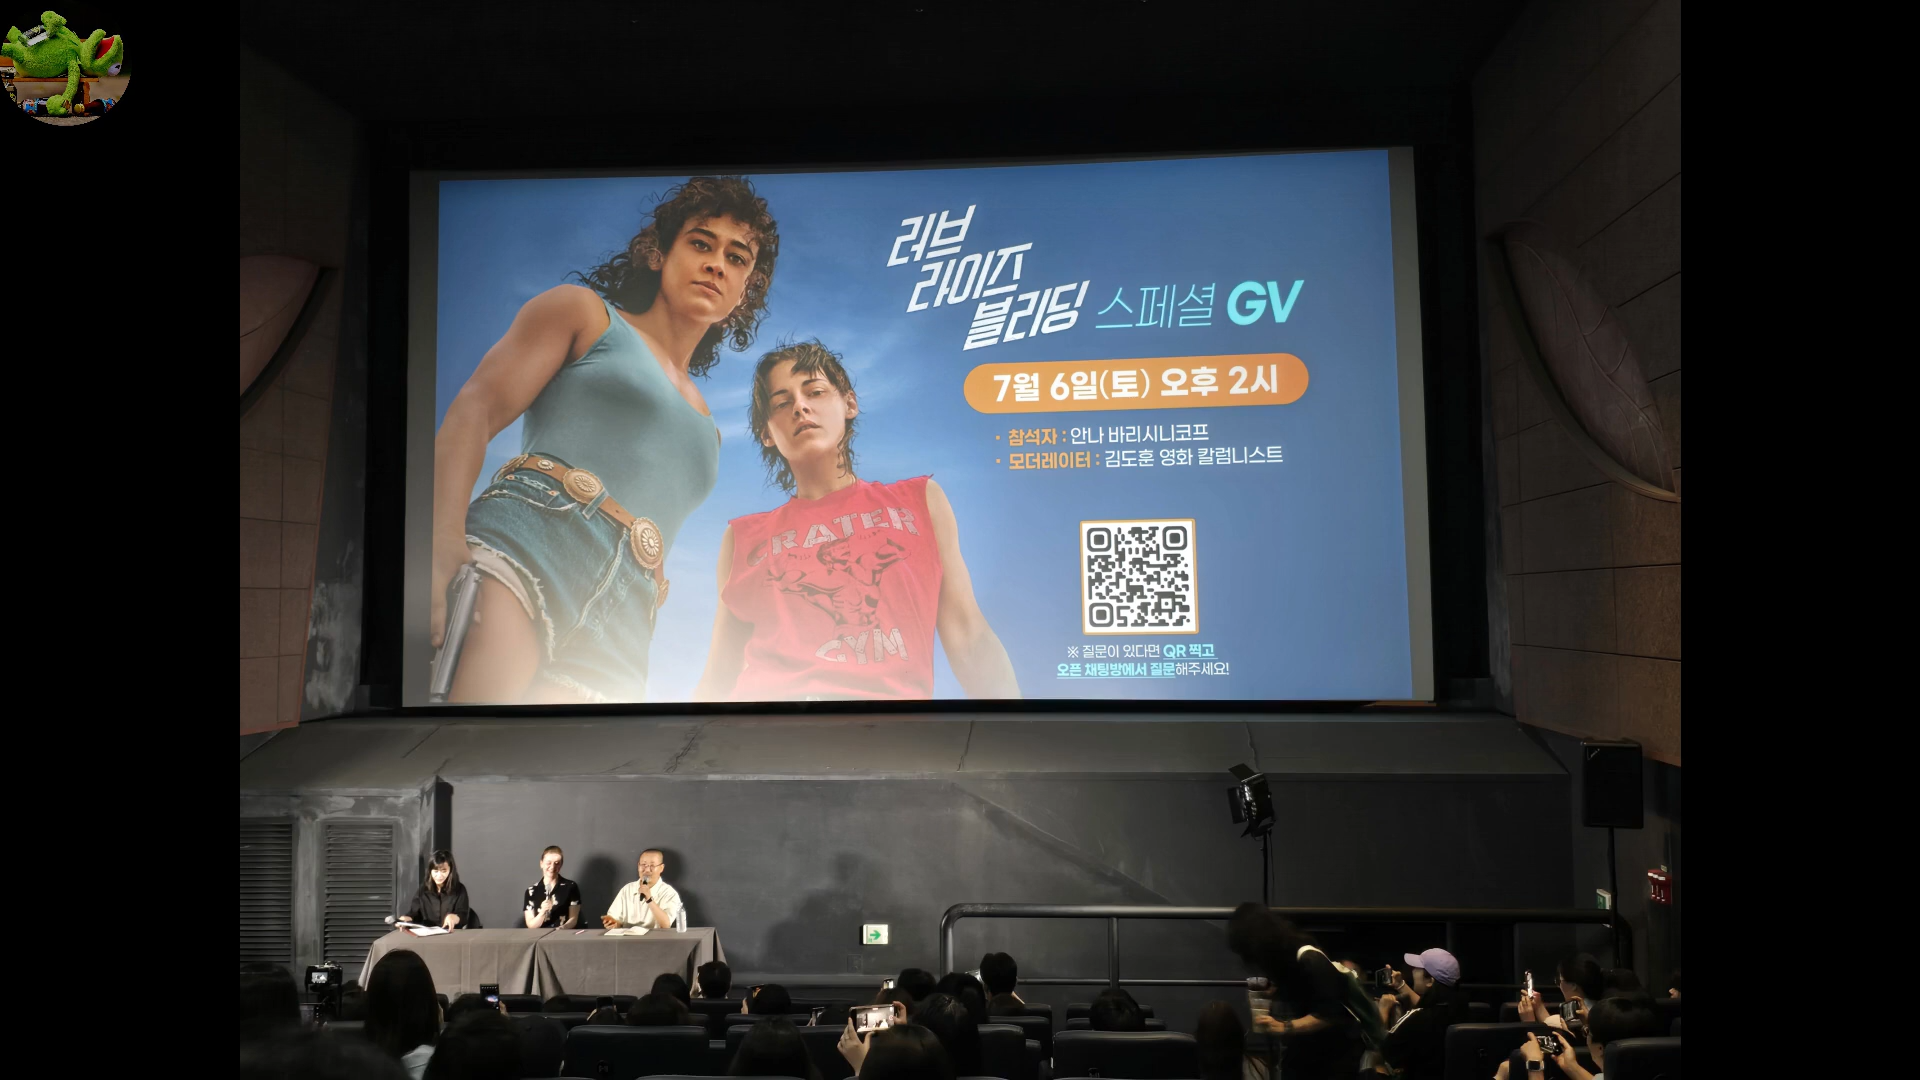 러브
라이즈
블리딩 스페셜 GV
7월 6일(토) 오후 2시
· 참석자 : 안나 바리시니코프
· 모더레이터 : 김도훈 영화 칼럼니스트
CRATER
GYM
※ 질문이 있다면 QR 찍고
오픈 채팅방에서 질문해주세요!